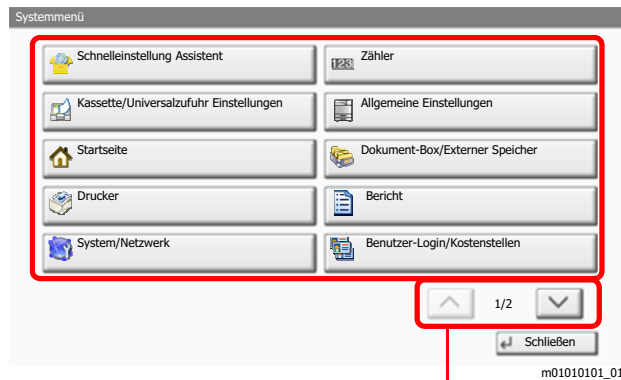 Systemmenü
Schnelleinstellung Assistent
Zähler
Kassette/Universalzufuhr Einstellungen
Allgemeine Einstellungen
Startseite
Dokument-Box/Externer Speicher
Drucker
Bericht
System/Netzwerk
Benutzer-Login/Kostenstellen
1/2
Schließen
m01010101_01